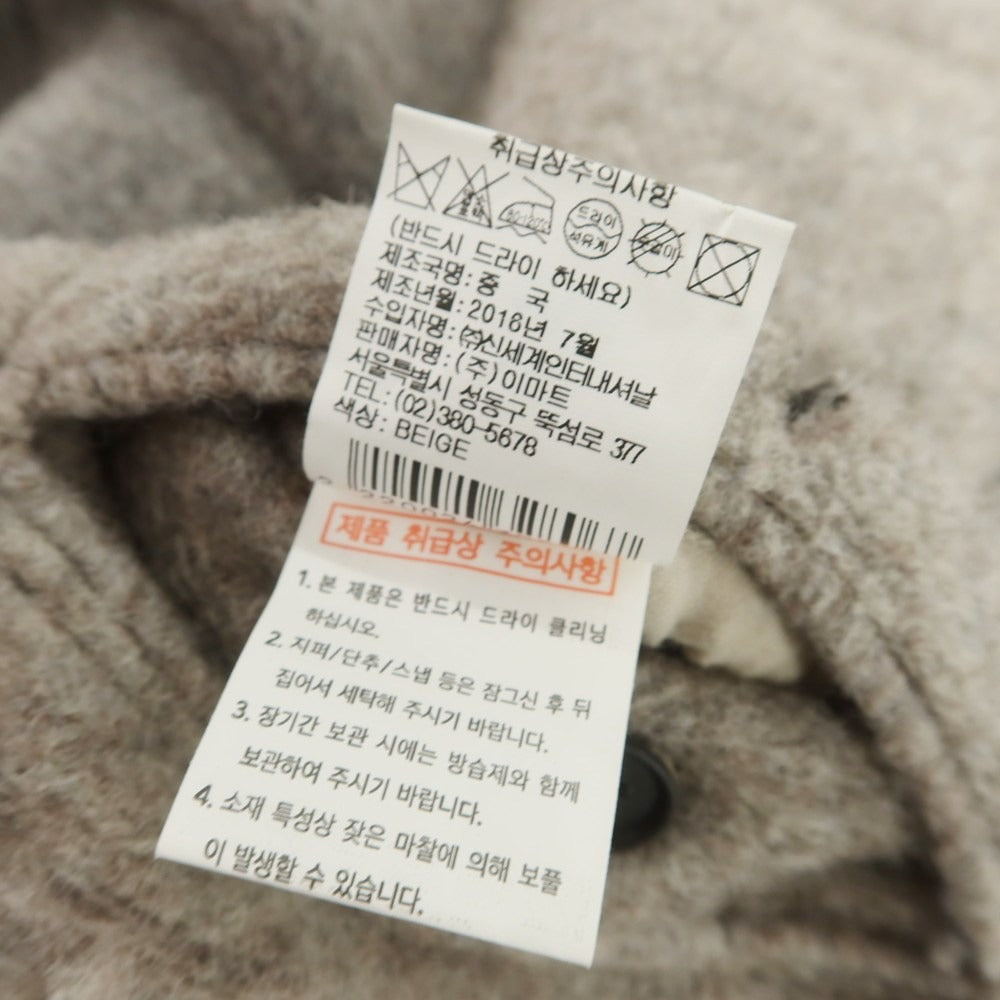 취급상주의사항
염소
표백
80-120℃
드라이
석유계
(반드시 드라이 하세요)
제조국명: 중 국
제조년월: 2016년 7월
수입자명: ㈜신세계인터내셔날
판매자명: (주)이마트
서울특별시 성동구 뚝섬로 377
TEL: (02)380-5678
색상: BEIGE
제품 취급상 주의사항
1. 본 제품은 반드시 드라이 클리닝
하십시오.
2. 지퍼/단추/스냅 등은 잠그신 후 뒤
집어서 세탁해 주시기 바랍니다.
3. 장기간 보관 시에는 방습제와 함께
보관하여 주시기 바랍니다.
4. 소재 특성상 잦은 마찰에 의해 보풀
이 발생할 수 있습니다.